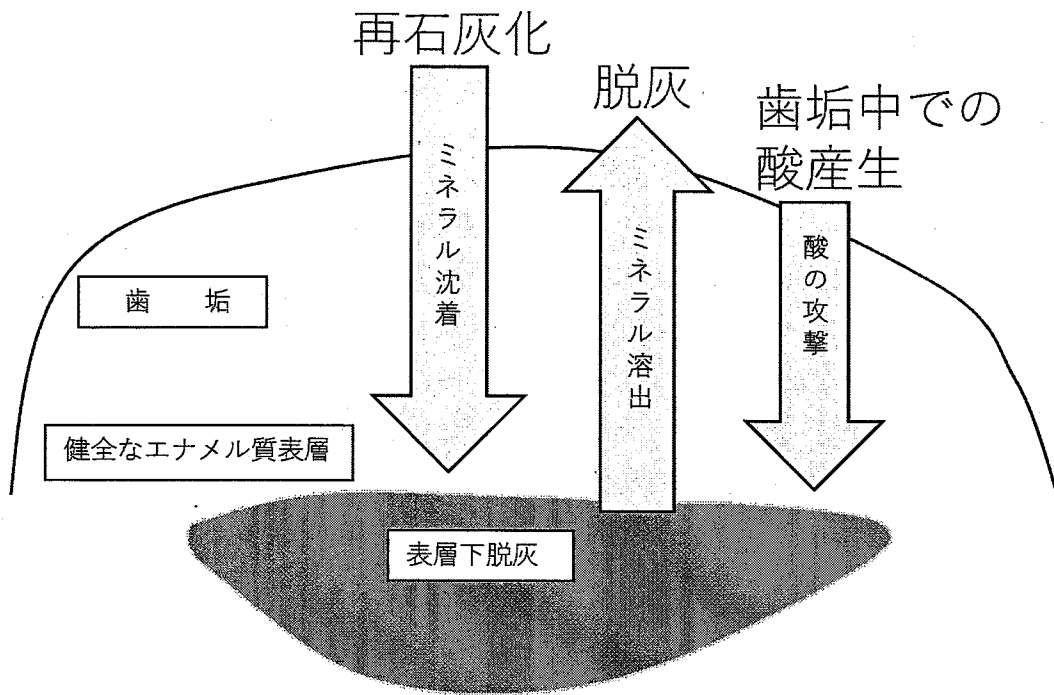 再石灰化
脱灰
歯垢中での
酸産生
ミネラル沈着
ミネラル溶出
酸の攻撃
歯　垢
健全なエナメル質表層
表層下脱灰